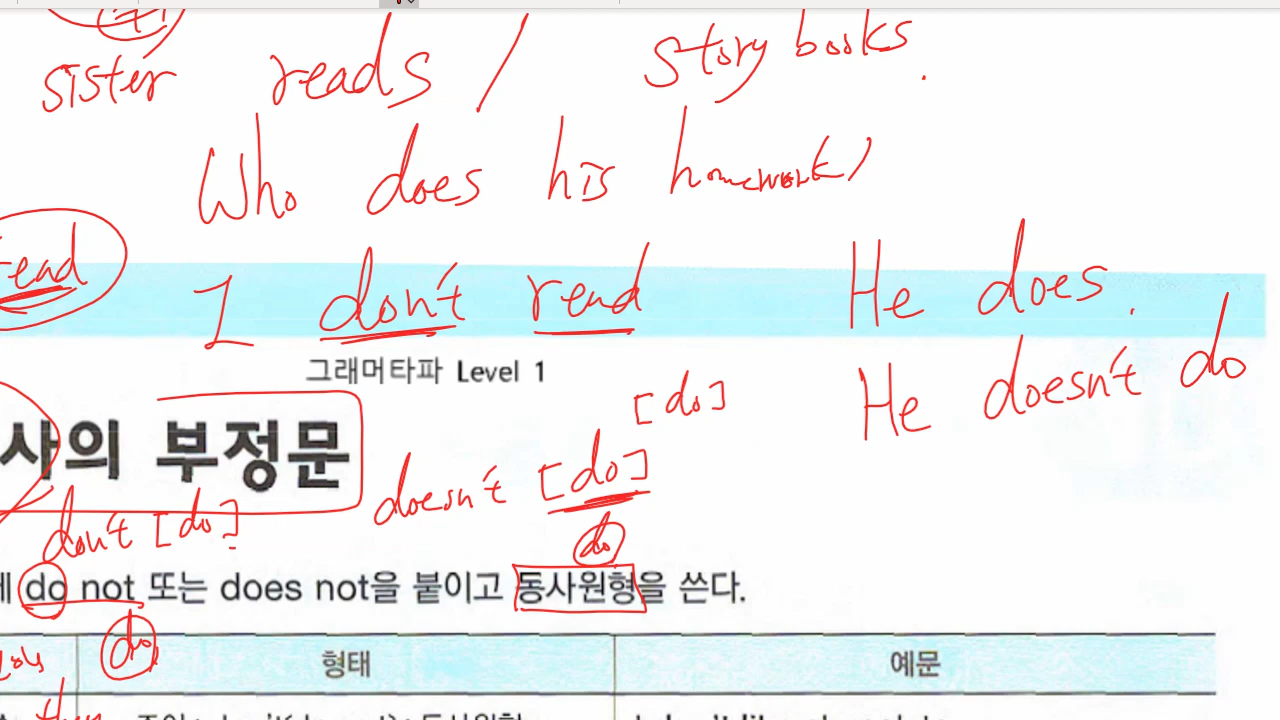 sister reads / story books.
Who does his homework
read I don't read He does.
그래머타파 Level 1
He doesn't do
[do]
사의 부정문
doesn't [do]
don't [do]
do
do not 또는 does not을 붙이고 동사원형을 쓴다.
do
형태 예문